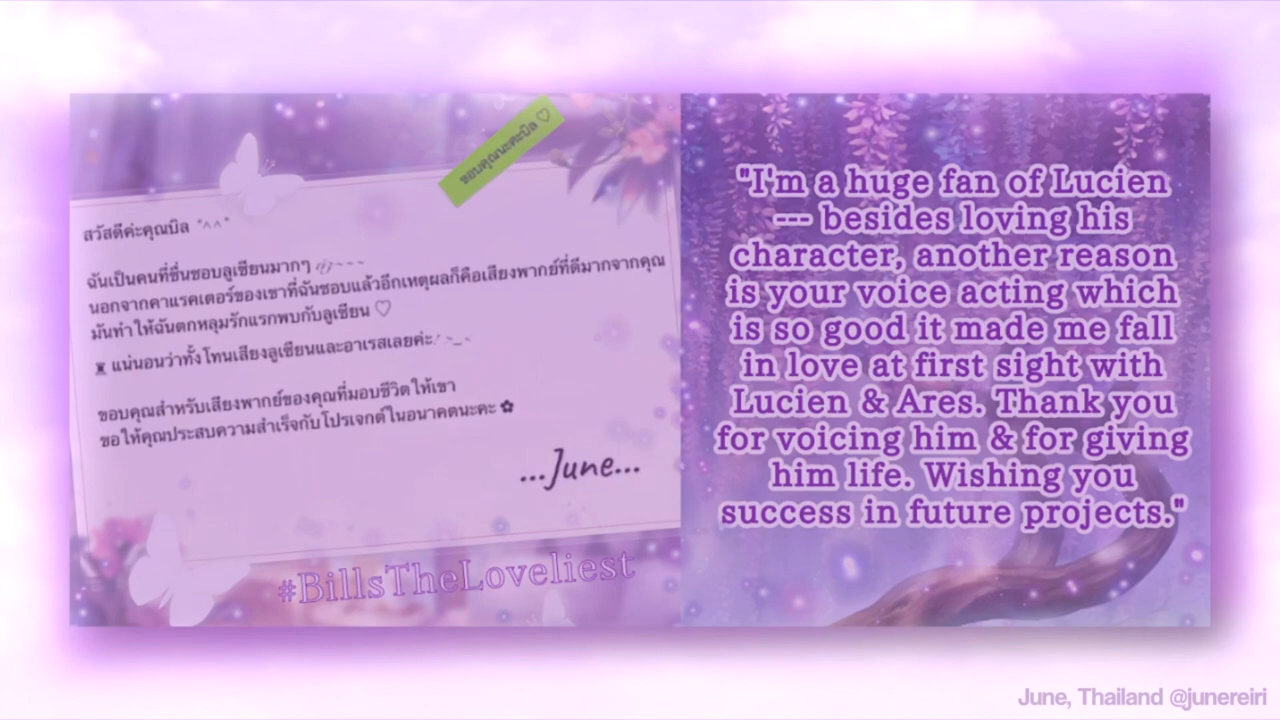 ขอบคุณนะคะบิล ♡
สวัสดีค่ะคุณบิล ˚^^˚
ฉันเป็นคนที่ชื่นชอบลูเซียนมากๆ
นอกจากคาแรคเตอร์ของเขาที่ฉันชอบแล้วอีกเหตุผลก็คือเสียงพากย์ที่ดีมากจากคุณ
มันทำให้ฉันตกหลุมรักแรกพบกับลูเซียน ♡
♜ แน่นอนว่าทั้งโทนเสียงลูเซียนและอาเรสเลยค่ะ
ขอบคุณสำหรับเสียงพากย์ของคุณที่มอบชีวิตให้เขา
ขอให้คุณประสบความสำเร็จกับโปรเจกต์ในอนาคตนะคะ ✿
...June...
#BillsTheLoveliest
"I'm a huge fan of Lucien
--- besides loving his
character, another reason
is your voice acting which
is so good it made me fall
in love at first sight with
Lucien & Ares. Thank you
for voicing him & for giving
him life. Wishing you
success in future projects."
June, Thailand @junereiri